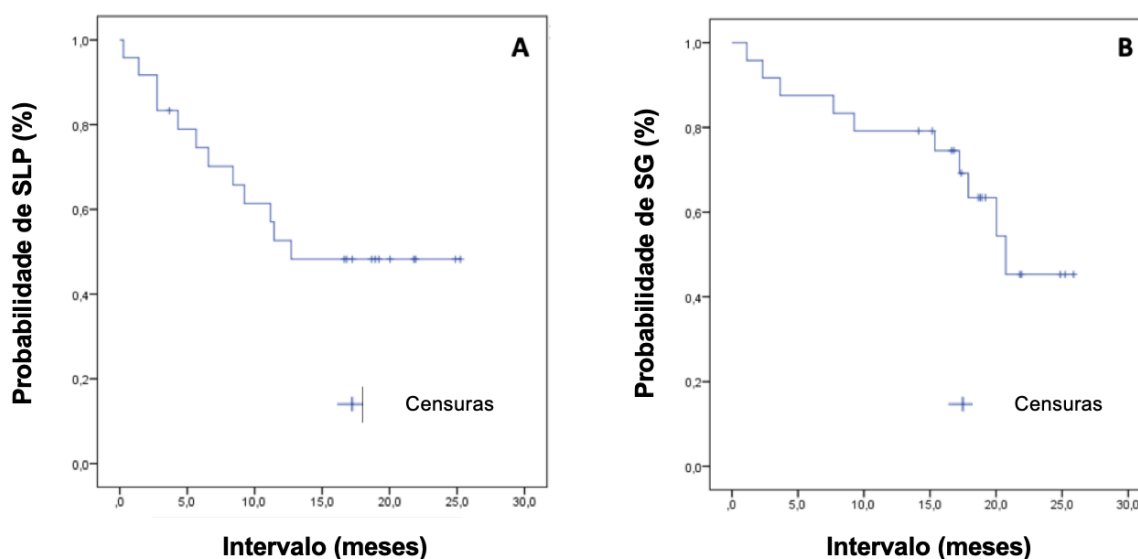 A
Probabilidade de SLP (%)
1,0
0,8
0,6
0,4
0,2
0,0
Censuras
,0 5,0 10,0 15,0 20,0 25,0 30,0
Intervalo (meses)
B
Probabilidade de SG (%)
1,0
0,8
0,6
0,4
0,2
0,0
Censuras
,0 5,0 10,0 15,0 20,0 25,0 30,0
Intervalo (meses)